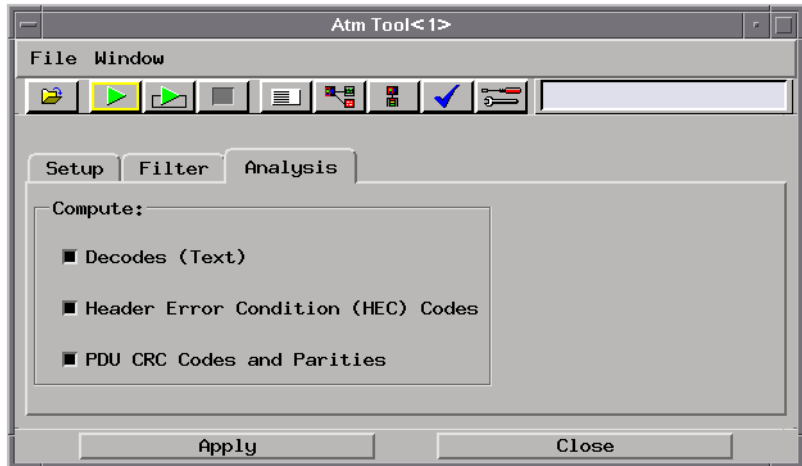 Atm Tool<1>
File Window
Setup Filter Analysis
Compute:
Decodes (Text)
Header Error Condition (HEC) Codes
PDU CRC Codes and Parities
Apply Close